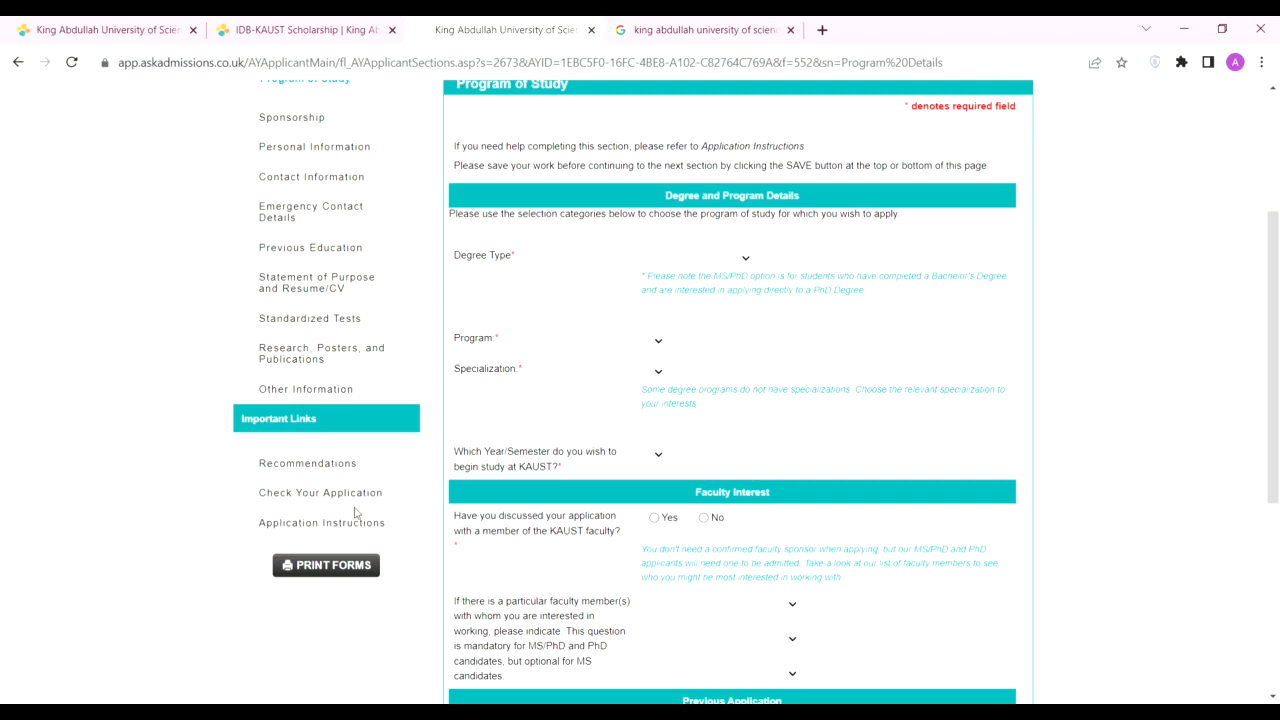 King Abdullah University of Scien
IDB-KAUST Scholarship | King Ab
King Abdullah University of Scien
king abdullah university of scienc
app.askadmissions.co.uk/AYApplicantMain/fl_AYApplicantSection.asp?s=2673&AYID=1EBC5F0-16FC-4BE8-A102-C82764C769A&f=552&sn=Program%20Details
A
Program of Study
Sponsorship
Personal Information
Contact Information
Emergency Contact
Details
Previous Education
Statement of Purpose
and Resume/CV
Standardized Tests
Research, Posters, and
Publications
Other Information
Important Links
Recommendations
Check Your Application
Application Instructions
PRINT FORMS
Program of Study
* denotes required field
If you need help completing this section, please refer to Application Instructions
Please save your work before continuing to the next section by clicking the SAVE button at the top or bottom of this page
Degree and Program Details
Please use the selection categories below to choose the program of study for which you wish to apply
Degree Type*
* Please note the MS/PhD option is for students who have completed a Bachelor's Degree
and are interested in applying directly to a PhD Degree
Program:*
Specialization.*
Some degree programs do not have specializations. Choose the relevant specialization to
your interests
Which Year/Semester do you wish to
begin study at KAUST?*
Faculty Interest
Have you discussed your application
with a member of the KAUST faculty?
*
Yes No
You don't need a confirmed faculty sponsor when applying, but our MS/PhD and PhD
applicants will need one to be admitted. Take a look at our list of faculty members to see
who you might be most interested in working with
If there is a particular faculty member(s)
with whom you are interested in
working, please indicate. This question
is mandatory for MS/PhD and PhD
candidates, but optional for MS
candidates.
Previous Application